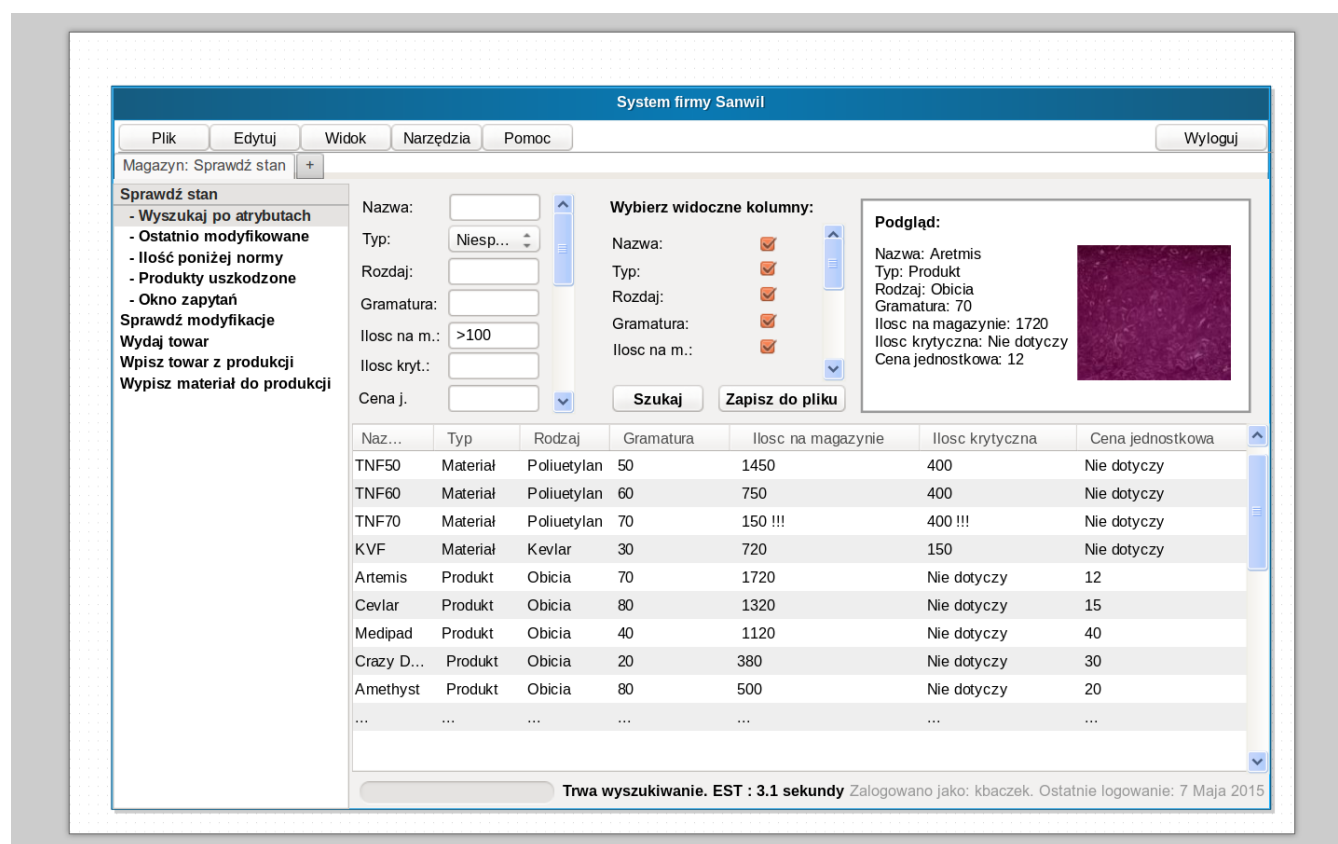 System firmy Sanwil
Plik Edytuj Widok Narzędzia Pomoc Wyloguj
Magazyn: Sprawdź stan +
Sprawdź stan
- Wyszukaj po atrybutach
- Ostatnio modyfikowane
- Ilość poniżej normy
- Produkty uszkodzone
- Okno zapytań
Sprawdź modyfikacje
Wydaj towar
Wpisz towar z produkcji
Wypisz materiał do produkcji
Nazwa:
Typ: Niesp...
Rozdaj:
Gramatura:
Ilosc na m.: >100
Ilosc kryt.:
Cena j.
Wybierz widoczne kolumny:
Nazwa:
Typ:
Rozdaj:
Gramatura:
Ilosc na m.:
Szukaj Zapisz do pliku
Podgląd:
Nazwa: Aretmis
Typ: Produkt
Rodzaj: Obicia
Gramatura: 70
Ilosc na magazynie: 1720
Ilosc krytyczna: Nie dotyczy
Cena jednostkowa: 12
Naz... Typ Rodzaj Gramatura Ilosc na magazynie Ilosc krytyczna Cena jednostkowa
TNF50 Materiał Poliuetylan 50 1450 400 Nie dotyczy
TNF60 Materiał Poliuetylan 60 750 400 Nie dotyczy
TNF70 Materiał Poliuetylan 70 150 !!! 400 !!! Nie dotyczy
KVF Materiał Kevlar 30 720 150 Nie dotyczy
Artemis Produkt Obicia 70 1720 Nie dotyczy 12
Cevlar Produkt Obicia 80 1320 Nie dotyczy 15
Medipad Produkt Obicia 40 1120 Nie dotyczy 40
Crazy D... Produkt Obicia 20 380 Nie dotyczy 30
Amethyst Produkt Obicia 80 500 Nie dotyczy 20
... ... ... ... ... ... ...
Trwa wyszukiwanie. EST : 3.1 sekundy Zalogowano jako: kbaczek. Ostatnie logowanie: 7 Maja 2015